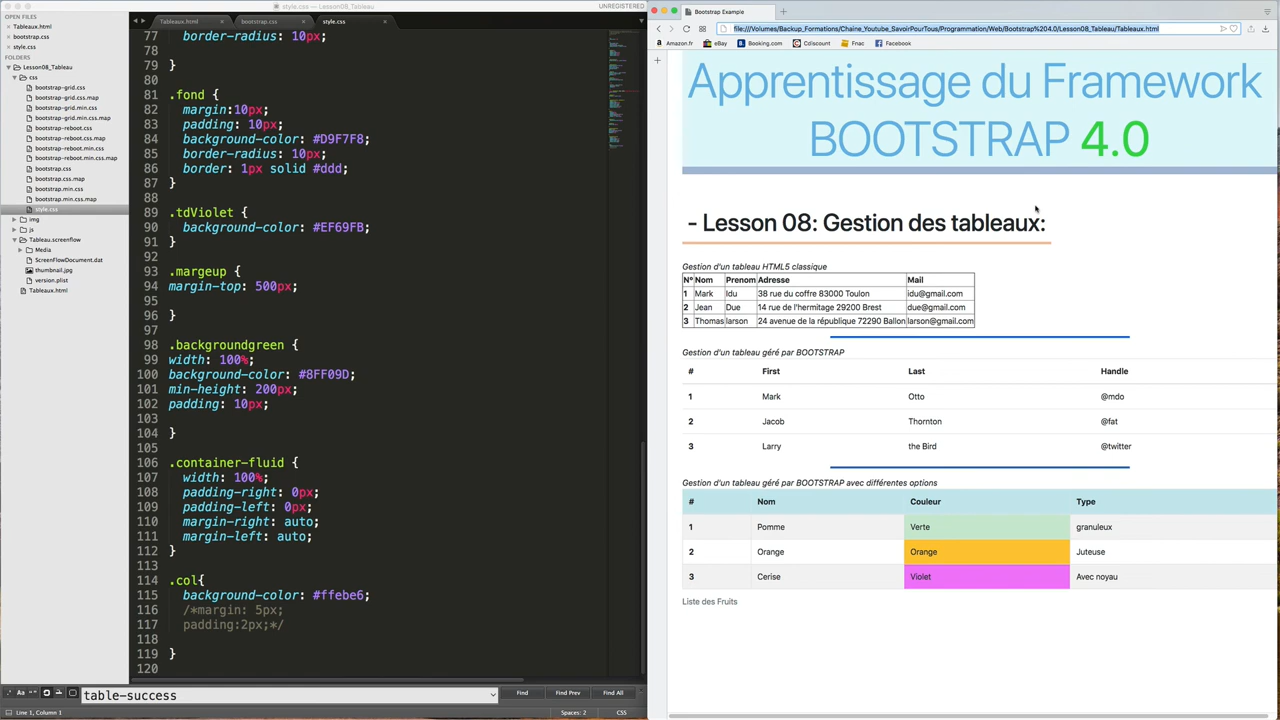 style.css — Lesson08_Tableau
UNREGISTERED
OPEN FILES
Tableaux.html
bootstrap.css
style.css
FOLDERS
Lesson08_Tableau
css
bootstrap-grid.css
bootstrap-grid.css.map
bootstrap-grid.min.css
bootstrap-grid.min.css.map
bootstrap-reboot.css
bootstrap-reboot.css.map
bootstrap-reboot.min.css
bootstrap-reboot.min.css.map
bootstrap.css
bootstrap.css.map
bootstrap.min.css
bootstrap.min.css.map
style.css
img
js
Tableau.screenflow
Media
ScreenFlowDocument.dat
thumbnail.jpg
version.plist
Tableaux.html
Tableaux.html × bootstrap.css × style.css ×
77 border-radius: 10px;
78
79 }
80
81 .fond {
82 margin:10px;
83 padding: 10px;
84 background-color: #D9F7F8;
85 border-radius: 10px;
86 border: 1px solid #ddd;
87 }
88
89 .tdViolet {
90 background-color: #EF69FB;
91 }
92
93 .margeup {
94 margin-top: 500px;
95
96 }
97
98 .backgroundgreen {
99 width: 100%;
100 background-color: #8FF09D;
101 min-height: 200px;
102 padding: 10px;
103
104 }
105
106 .container-fluid {
107 width: 100%;
108 padding-right: 0px;
109 padding-left: 0px;
110 margin-right: auto;
111 margin-left: auto;
112 }
113
114 .col{
115 background-color: #ffebe6;
116 /*margin: 5px;
117 padding:2px;*/
118
119 }
120
table-success
Find Find Prev Find All
Line 1, Column 1
Spaces: 2 CSS
Bootstrap Example
file:///Volumes/Backup_Formations/Chaine_Youtube_SavoirPourTous/Programmation/Web/Bootstrap%204.0/Lesson08_Tableau/Tableaux.html
Amazon.fr eBay Booking.com Cdiscount Fnac Facebook
Apprentissage du Framework
BOOTSTRAP 4.0
- Lesson 08: Gestion des tableaux:
Gestion d'un tableau HTML5 classique
N° Nom Prenom Adresse Mail
1 Mark Idu 38 rue du coffre 83000 Toulon idu@gmail.com
2 Jean Due 14 rue de l'hermitage 29200 Brest due@gmail.com
3 Thomas larson 24 avenue de la république 72290 Ballon larson@gmail.com
Gestion d'un tableau géré par BOOTSTRAP
# First Last Handle
1 Mark Otto @mdo
2 Jacob Thornton @fat
3 Larry the Bird @twitter
Gestion d'un tableau géré par BOOTSTRAP avec différentes options
# Nom Couleur Type
1 Pomme Verte granuleux
2 Orange Orange Juteuse
3 Cerise Violet Avec noyau
Liste des Fruits